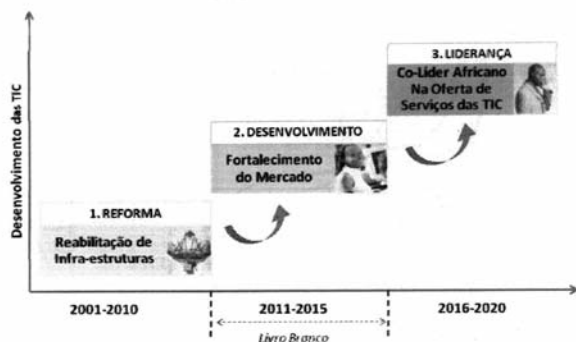 Desenvolvimento das TIC
3. LIDERANÇA
Co-Lider Africano
Na Oferta de
Serviços das TIC
2. DESENVOLVIMENTO
Fortalecimento
do Mercado
1. REFORMA
Reabilitação de
Infra-estruturas
2001-2010
2011-2015
2016-2020
Livro Branco